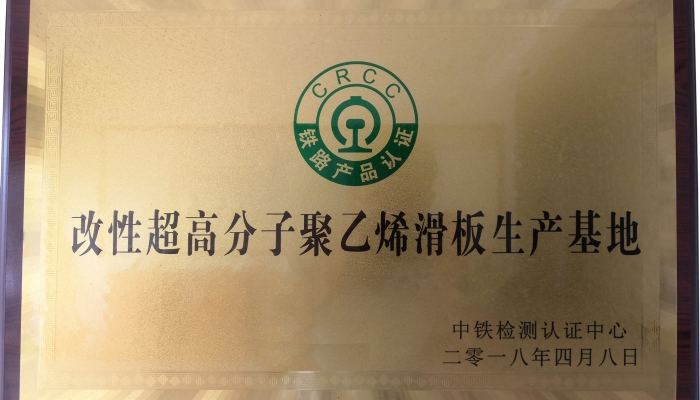 CRCC
铁路产品认证
改性超高分子聚乙烯滑板生产基地
中铁检测认证中心
二零一八年四月八日